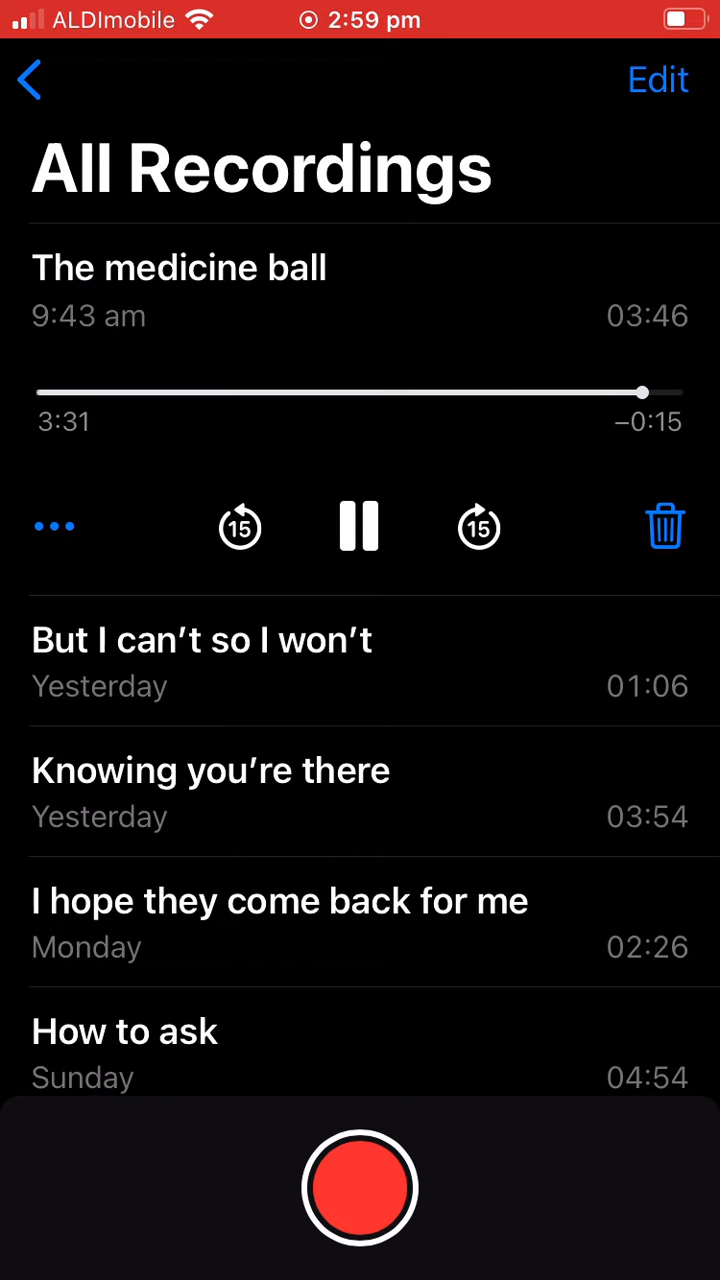 ALDImobile 2:59 pm
Edit
All Recordings
The medicine ball
9:43 am 03:46
3:31 –0:15
15 15
But I can’t so I won’t
Yesterday 01:06
Knowing you’re there
Yesterday 03:54
I hope they come back for me
Monday 02:26
How to ask
Sunday 04:54